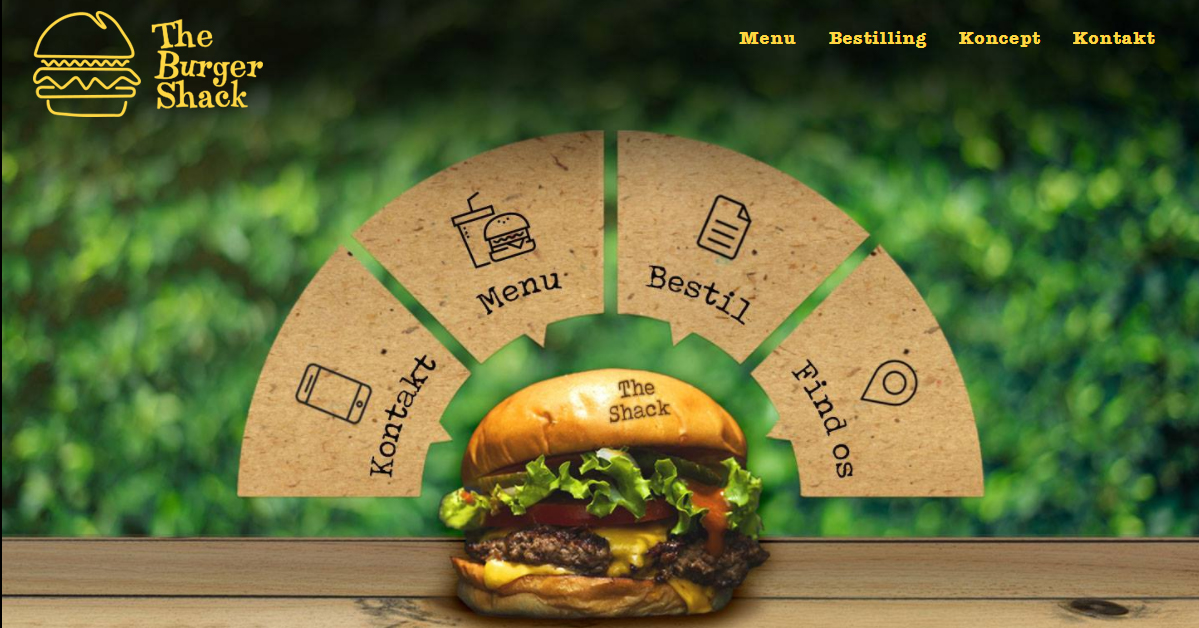 The
Burger
Shack
Menu Bestilling Koncept Kontakt
Kontakt
Menu
Bestil
Find os
The
Shack